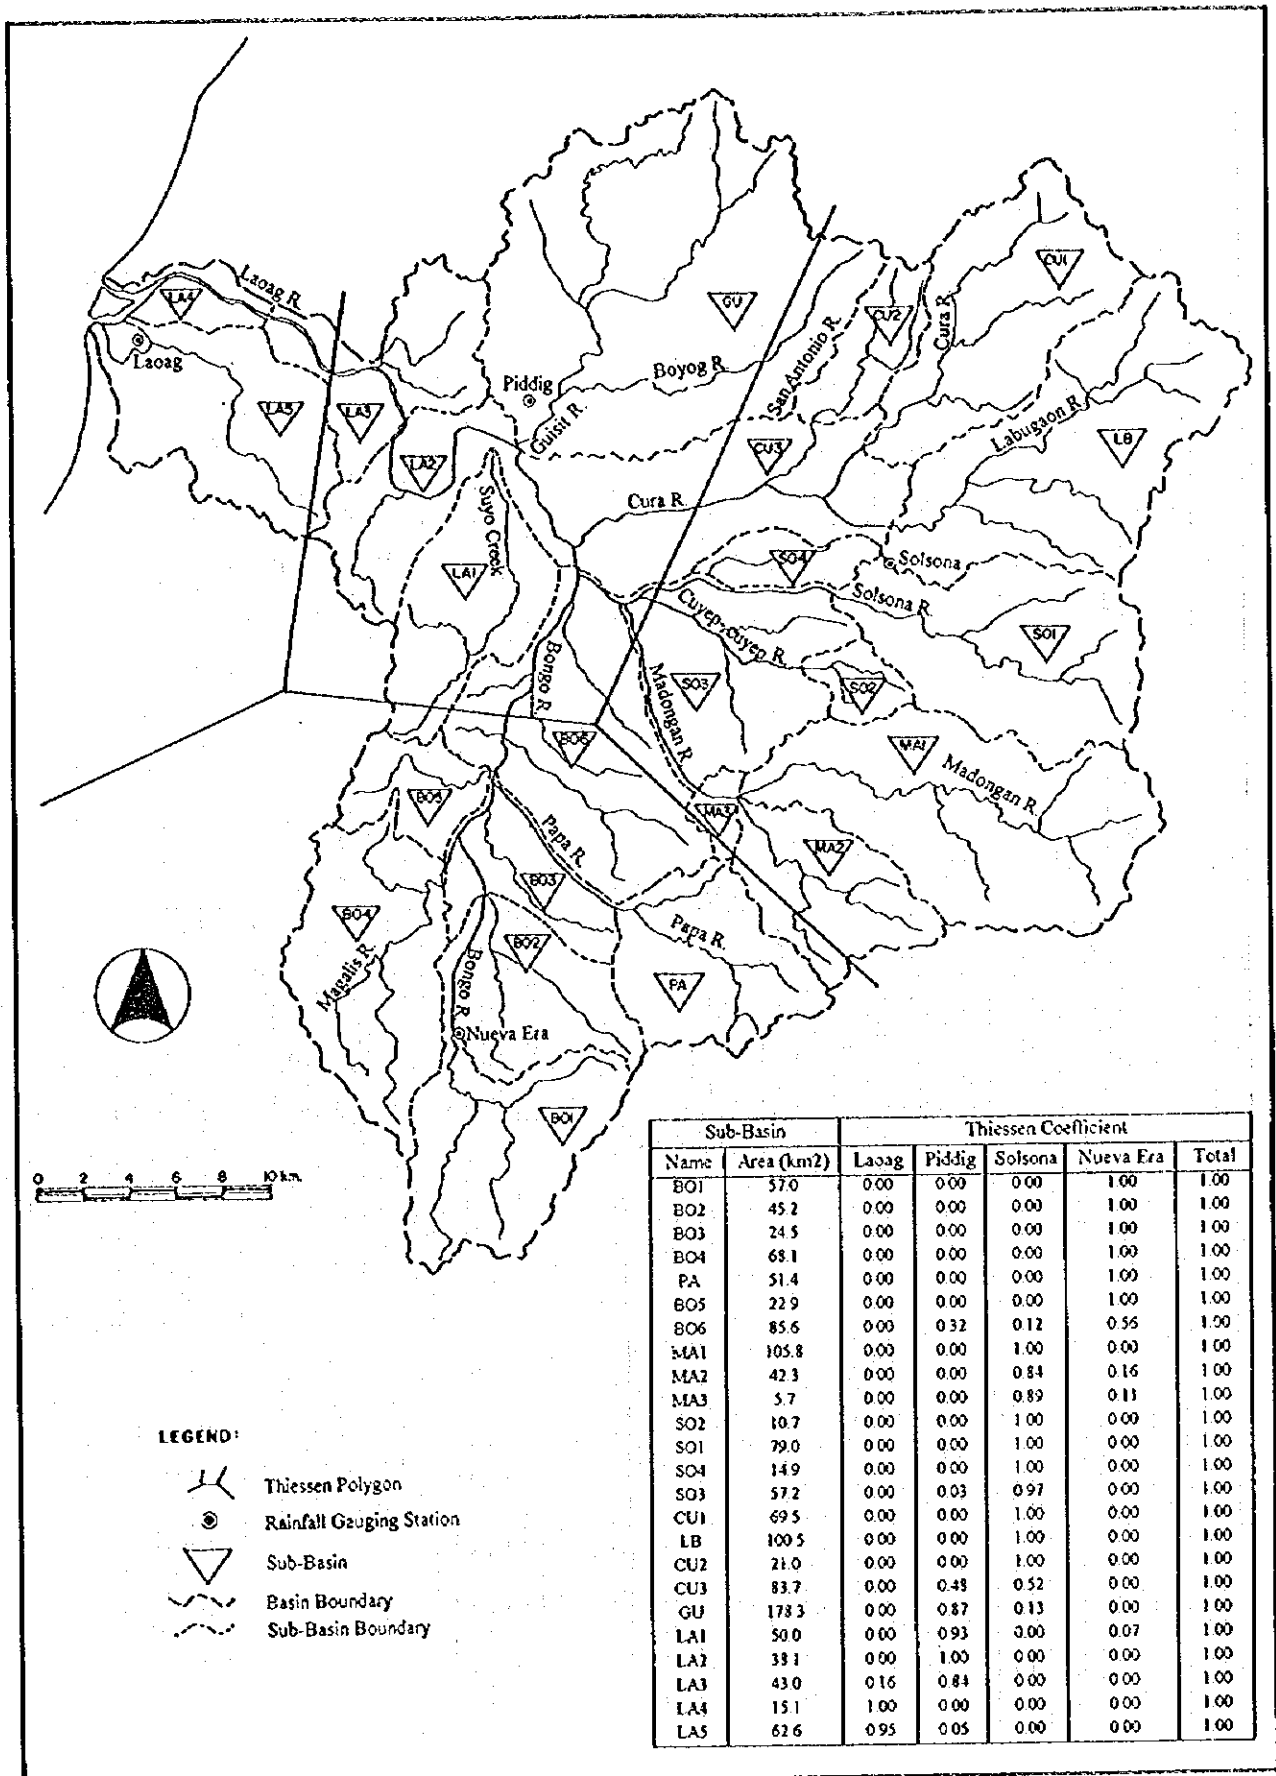 CU1
Laoag R.
LA4
GU
CU2
Cura R.
San Antonio R.
Laoag
Boyog R.
Piddig
LA5
LA3
Guisit R.
Labugaon R.
LB
CU3
LA2
Suyo Creek
Cura R.
SO4
Solsona
LA1
Solsona R.
Cuyep-cuyep R.
SO1
Bongo R.
Madongan R.
SO3
SO2
BO6
MA1
Madongan R.
BO5
MA3
Papa R.
MA2
BO3
BO4
Papa R.
BO2
Magalis R.
Bongo R.
PA
Nueva Era
BO1
0 2 4 6 8 10 km.
Sub-Basin Thiessen Coefficient
Name Area (km2) Laoag Piddig Solsona Nueva Era Total
BO1 57.0 0.00 0.00 0.00 1.00 1.00
BO2 45.2 0.00 0.00 0.00 1.00 1.00
BO3 24.5 0.00 0.00 0.00 1.00 1.00
BO4 68.1 0.00 0.00 0.00 1.00 1.00
PA 51.4 0.00 0.00 0.00 1.00 1.00
BO5 22.9 0.00 0.00 0.00 1.00 1.00
BO6 85.6 0.00 0.32 0.12 0.56 1.00
MA1 105.8 0.00 0.00 1.00 0.00 1.00
MA2 42.3 0.00 0.00 0.84 0.16 1.00
MA3 5.7 0.00 0.00 0.89 0.11 1.00
SO2 10.7 0.00 0.00 1.00 0.00 1.00
SO1 79.0 0.00 0.00 1.00 0.00 1.00
SO4 14.9 0.00 0.00 1.00 0.00 1.00
SO3 57.2 0.00 0.03 0.97 0.00 1.00
CU1 69.5 0.00 0.00 1.00 0.00 1.00
LB 100.5 0.00 0.00 1.00 0.00 1.00
CU2 21.0 0.00 0.00 1.00 0.00 1.00
CU3 83.7 0.00 0.48 0.52 0.00 1.00
GU 178.3 0.00 0.87 0.13 0.00 1.00
LA1 50.0 0.00 0.93 0.00 0.07 1.00
LA2 38.1 0.00 1.00 0.00 0.00 1.00
LA3 43.0 0.16 0.84 0.00 0.00 1.00
LA4 15.1 1.00 0.00 0.00 0.00 1.00
LA5 62.6 0.95 0.05 0.00 0.00 1.00
LEGEND:
Thiessen Polygon
Rainfall Gauging Station
Sub-Basin
Basin Boundary
Sub-Basin Boundary